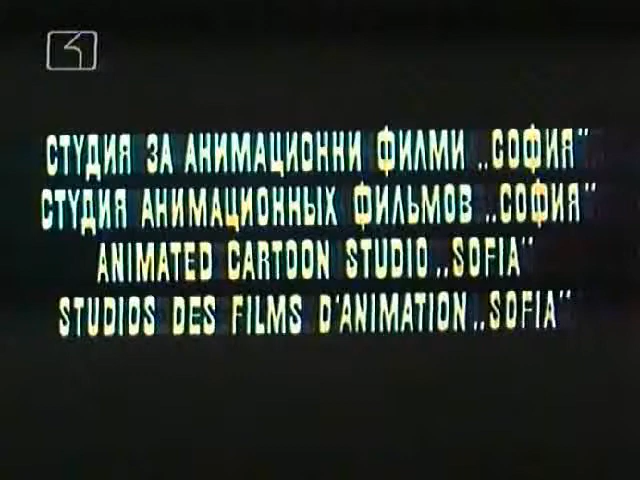 СТУДИЯ ЗА АНИМАЦИОННИ ФИЛМИ „СОФИЯ"
СТУДИЯ АНИМАЦИОННЫХ ФИЛЬМОВ „СОФИЯ"
ANIMATED CARTOON STUDIO „SOFIA"
STUDIOS DES FILMS D'ANIMATION „SOFIA"